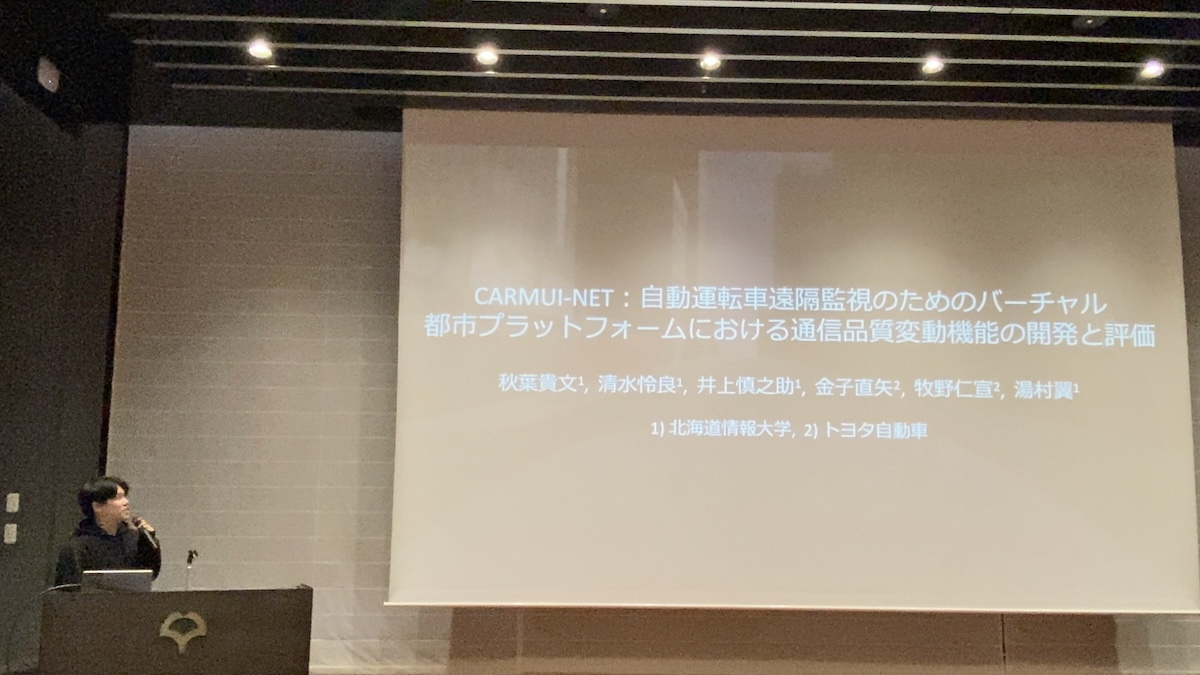 CARMUI-NET：自動運転車遠隔監視のためのバーチャル
都市プラットフォームにおける通信品質変動機能の開発と評価
秋葉貴文¹, 清水怜良¹, 井上慎之助¹, 金子直矢², 牧野仁宣², 湯村翼¹
1) 北海道情報大学, 2) トヨタ自動車